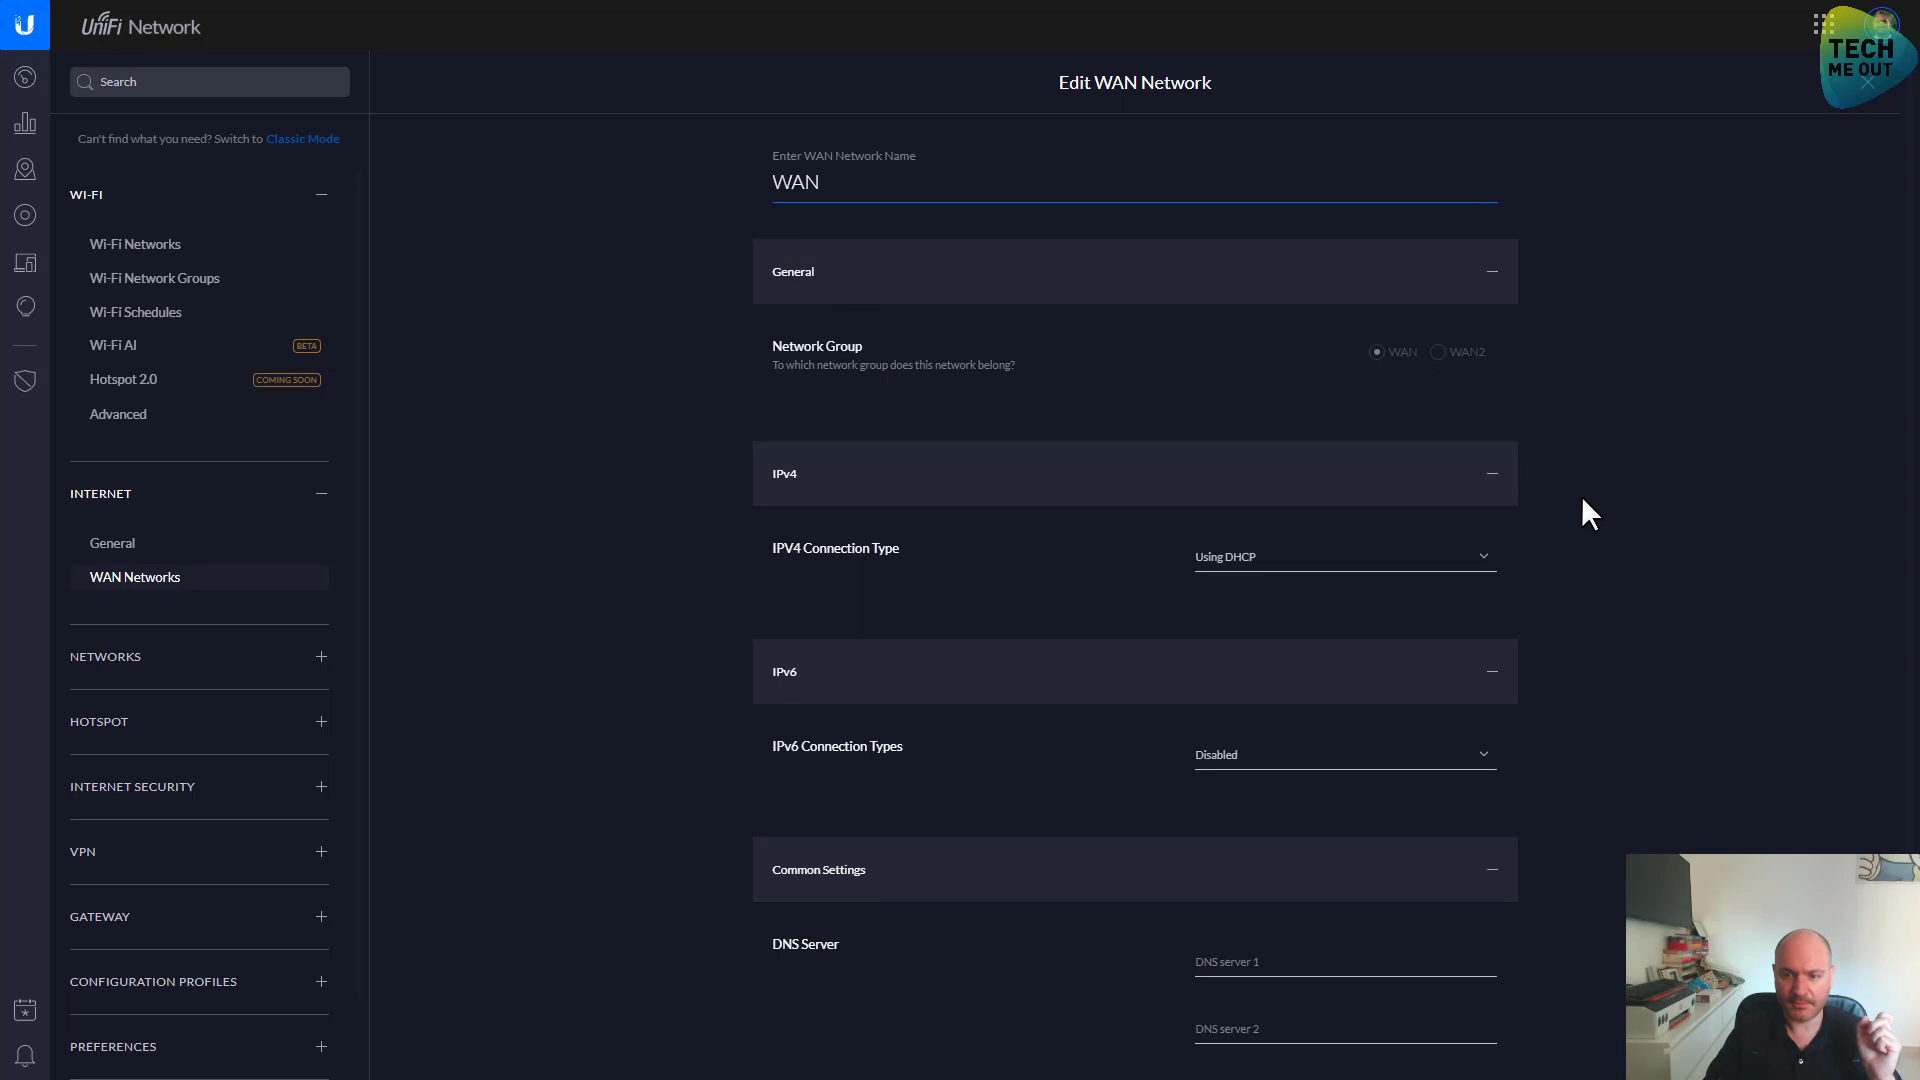 UniFi Network
TECH
ME OUT
Search
Edit WAN Network
Can't find what you need? Switch to Classic Mode
Enter WAN Network Name
WAN
WI-FI
Wi-Fi Networks
Wi-Fi Network Groups
Wi-Fi Schedules
Wi-Fi AI BETA
Hotspot 2.0 COMING SOON
Advanced
INTERNET
General
WAN Networks
NETWORKS
HOTSPOT
INTERNET SECURITY
VPN
GATEWAY
CONFIGURATION PROFILES
PREFERENCES
General
Network Group
WAN WAN2
To which network group does this network belong?
IPv4
IPV4 Connection Type
Using DHCP
IPv6
IPv6 Connection Types
Disabled
Common Settings
DNS Server
DNS server 1
DNS server 2